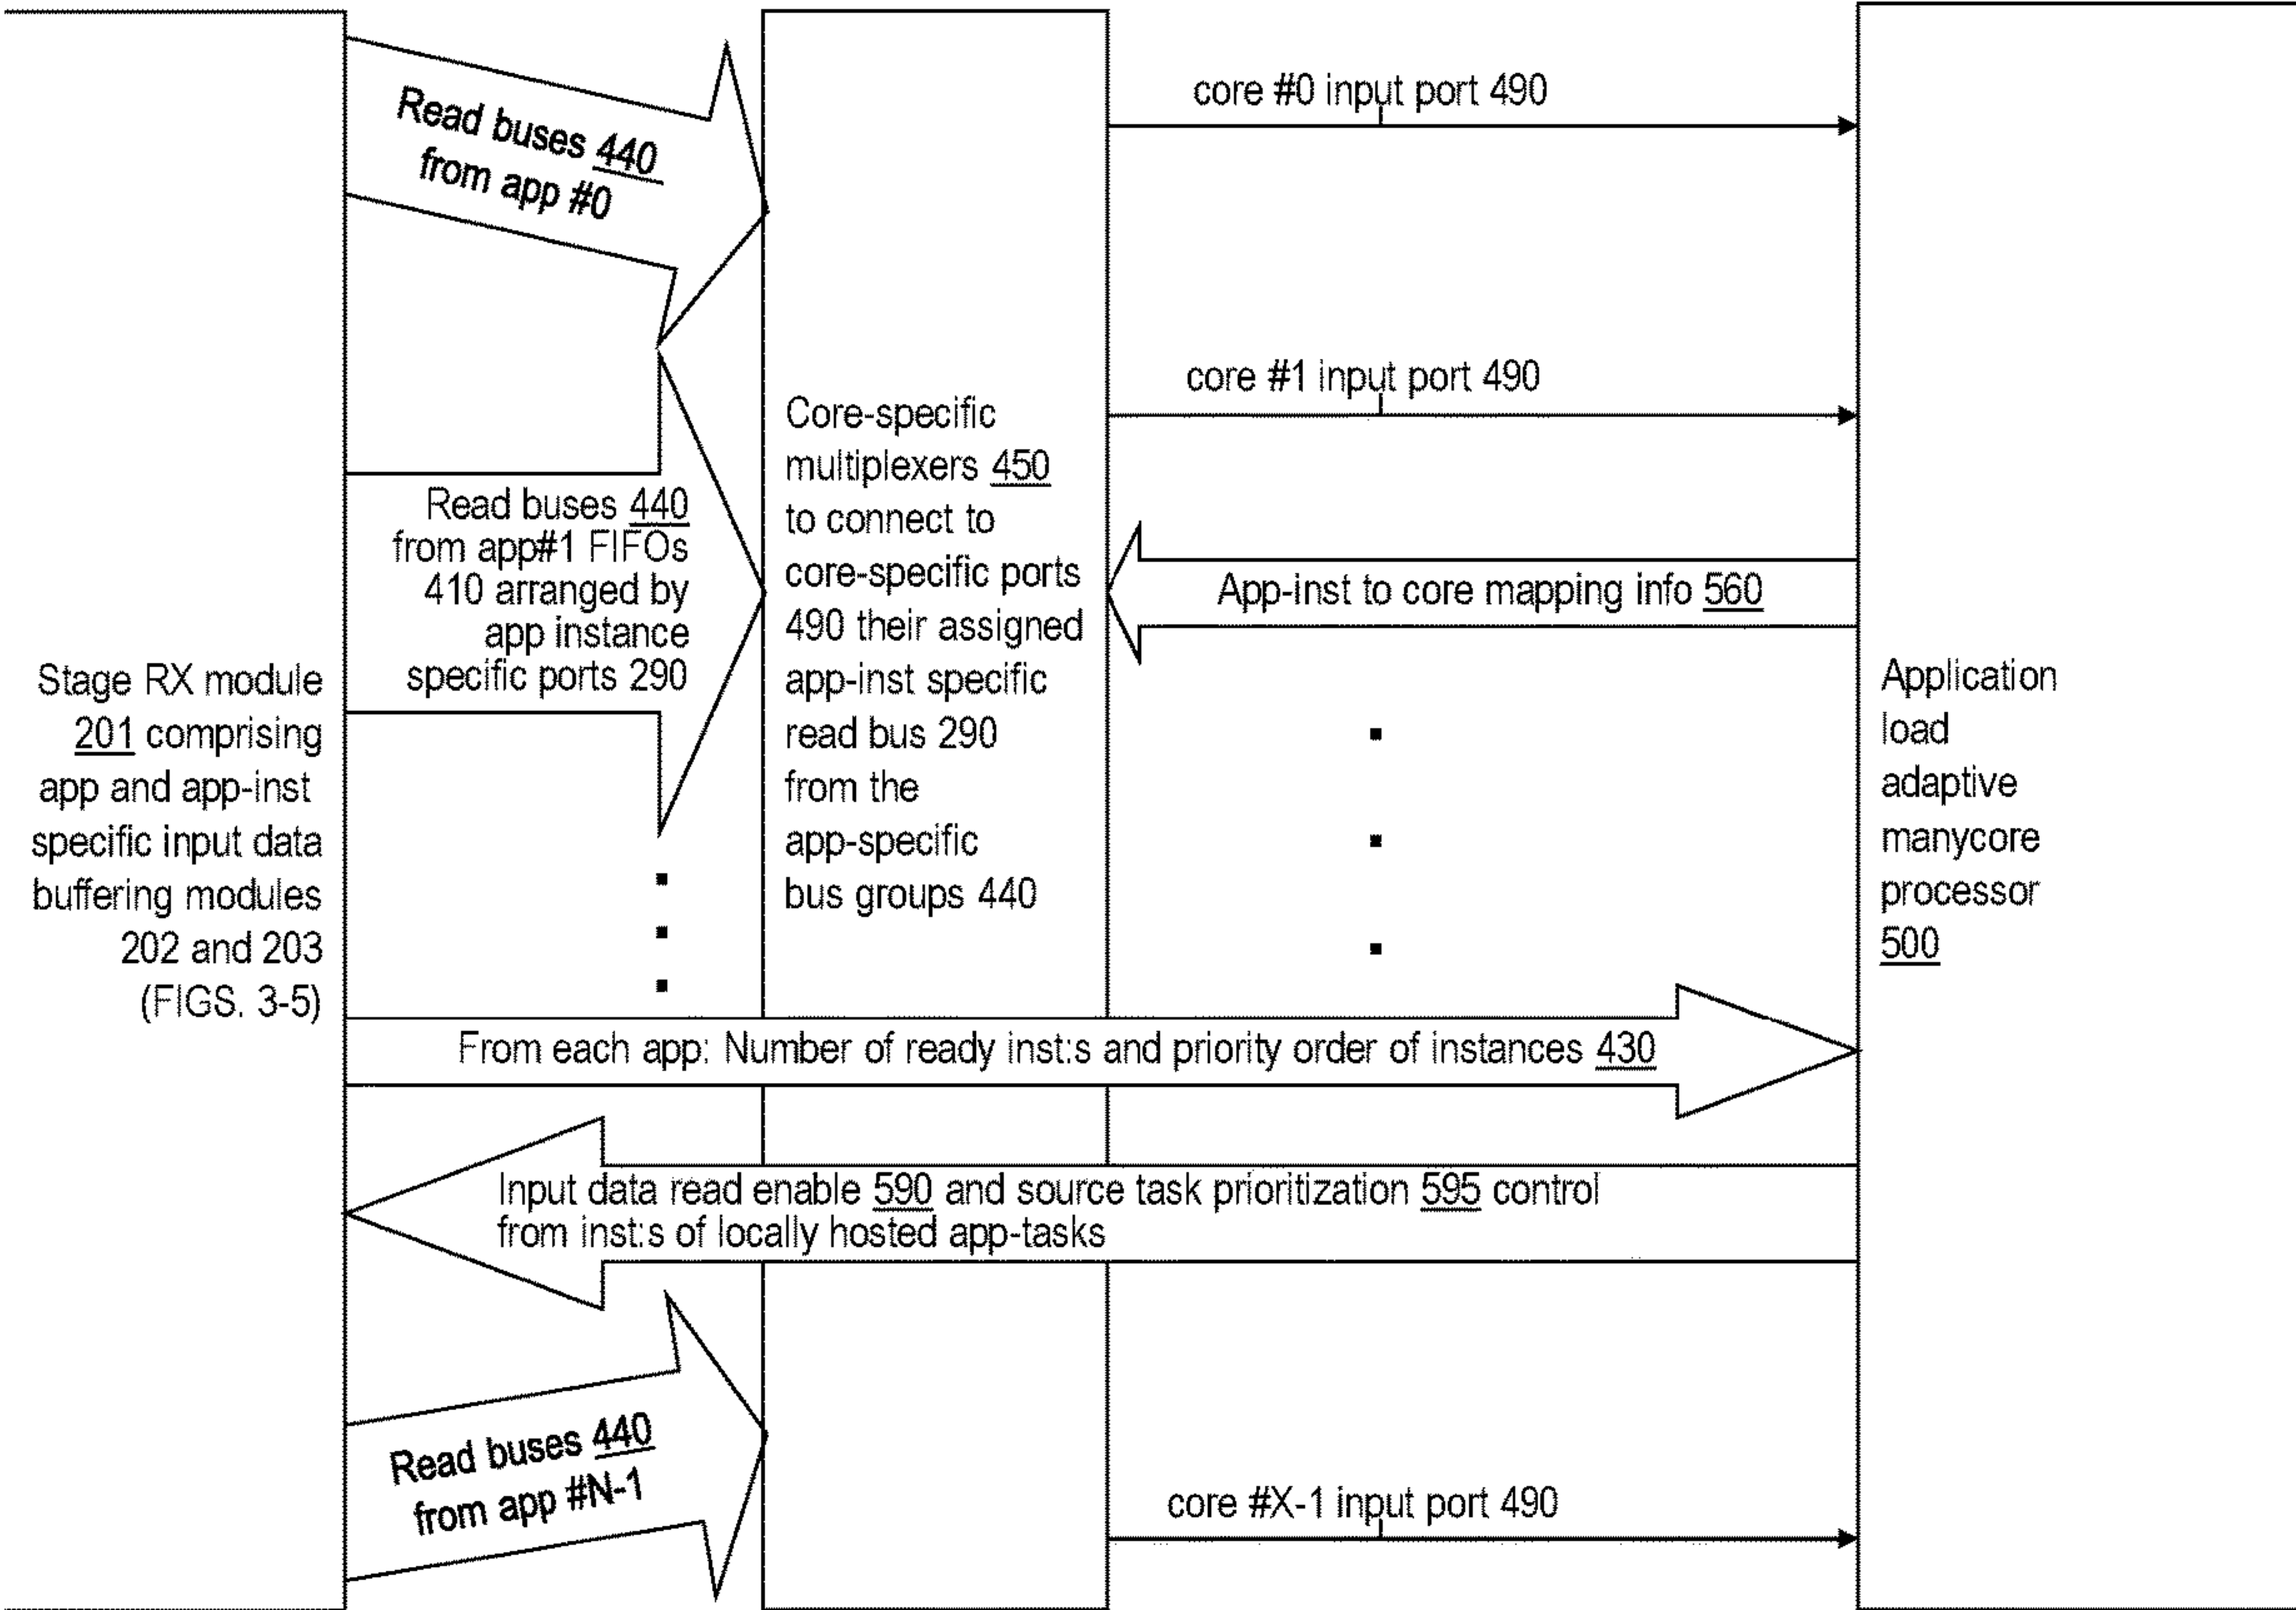 Read buses 440
from app #0
core #0 input port 490
core #1 input port 490
Read buses 440
from app#1 FIFOs
410 arranged by
app instance
specific ports 290
Core-specific
multiplexers 450
to connect to
core-specific ports
490 their assigned
app-inst specific
read bus 290
from the
app-specific
bus groups 440
App-inst to core mapping info 560
Stage RX module
201 comprising
app and app-inst
specific input data
buffering modules
202 and 203
(FIGS. 3-5)
Application
load
adaptive
manycore
processor
500
From each app: Number of ready inst:s and priority order of instances 430
Input data read enable 590 and source task prioritization 595 control
from inst:s of locally hosted app-tasks
Read buses 440
from app #N-1
core #X-1 input port 490